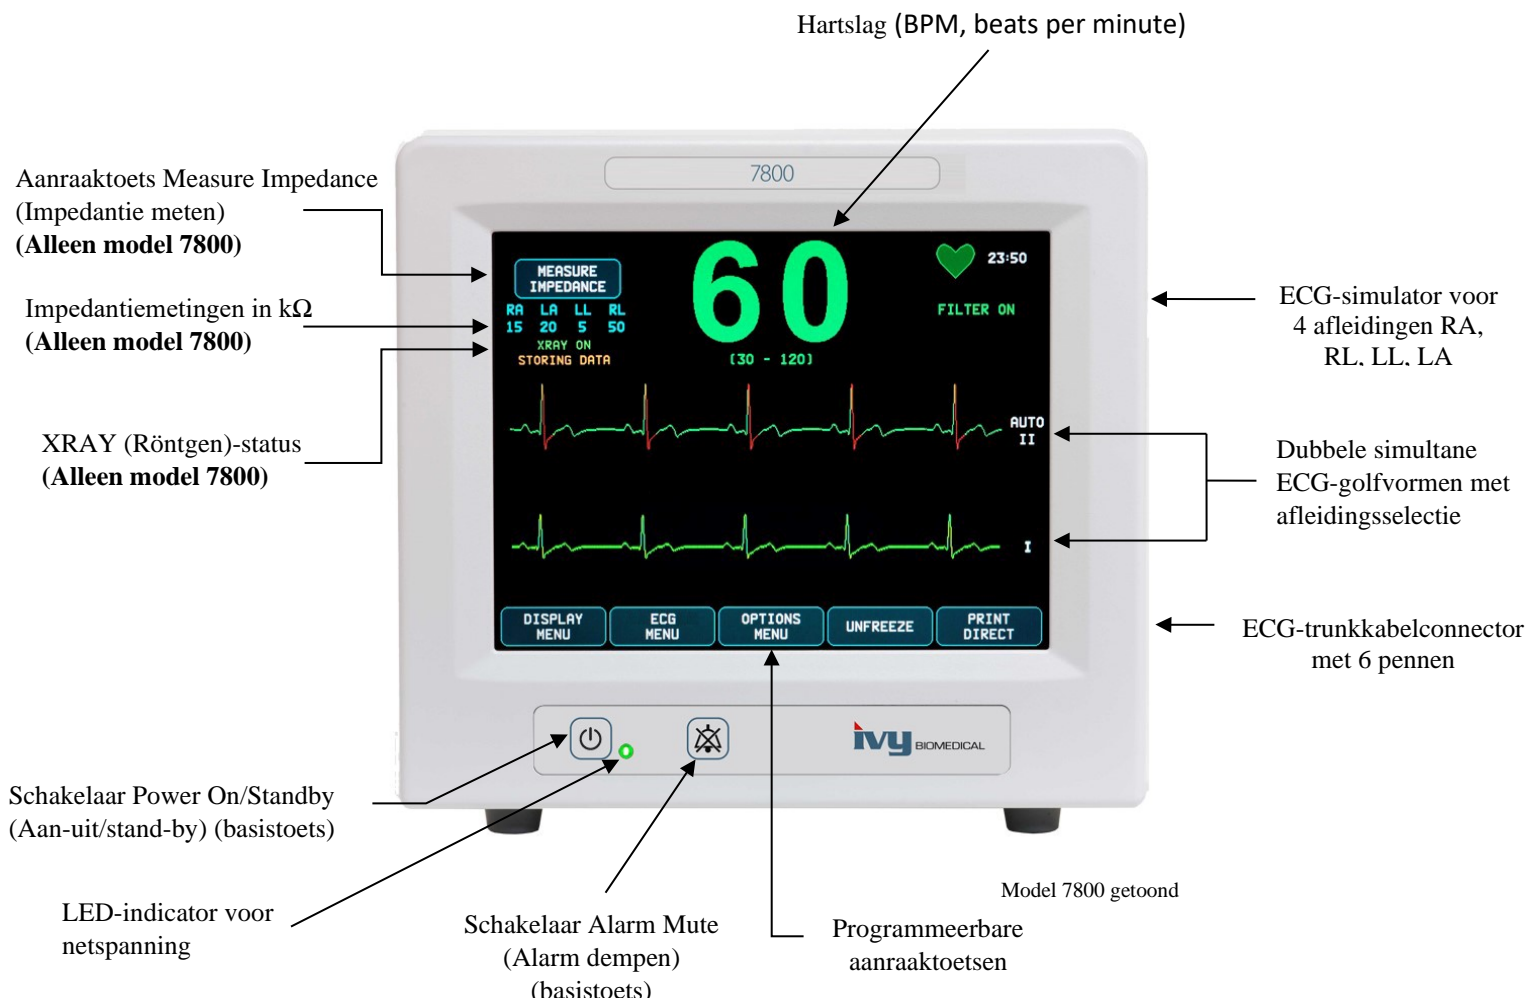 Hartslag (BPM, beats per minute)
7800
Aanraaktoets Measure Impedance
(Impedantie meten)
(Alleen model 7800)
Impedantiemetingen in kΩ
(Alleen model 7800)
XRAY (Röntgen)-status
(Alleen model 7800)
MEASURE
IMPEDANCE
RA LA LL RL
15 20 5 50
XRAY ON
STORING DATA
60
(30 - 120)
23:50
FILTER ON
AUTO
II
I
DISPLAY
MENU
ECG
MENU
OPTIONS
MENU
UNFREEZE
PRINT
DIRECT
ECG-simulator voor
4 afleidingen RA,
RL, LL, LA
Dubbele simultane
ECG-golfvormen met
afleidingsselectie
ECG-trunkkabelconnector
met 6 pennen
ivy BIOMEDICAL
Schakelaar Power On/Standby
(Aan-uit/stand-by) (basistoets)
LED-indicator voor
netspanning
Schakelaar Alarm Mute
(Alarm dempen)
(basistoets)
Programmeerbare
aanraaktoetsen
Model 7800 getoond